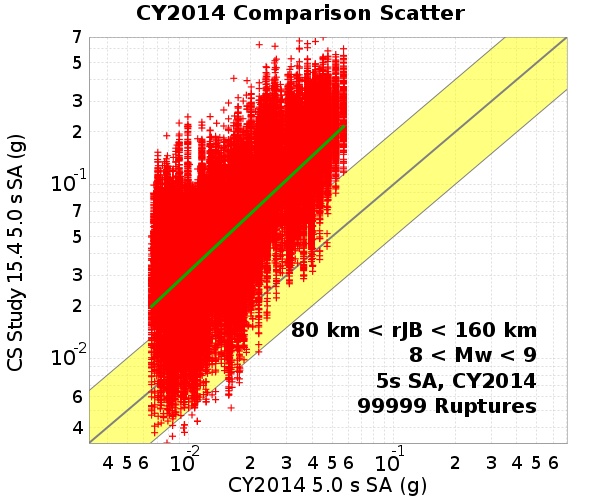 CY2014 Comparison Scatter
CS Study 15.4 5.0 s SA (g)
7
5
3
2
10-1
7
5
3
2
10-2
6
4
80 km < rJB < 160 km
8 < Mw < 9
5s SA, CY2014
99999 Ruptures
4 5 6 10-2 2 3 4 5 6 10-1 2 3 4 5 6
CY2014 5.0 s SA (g)